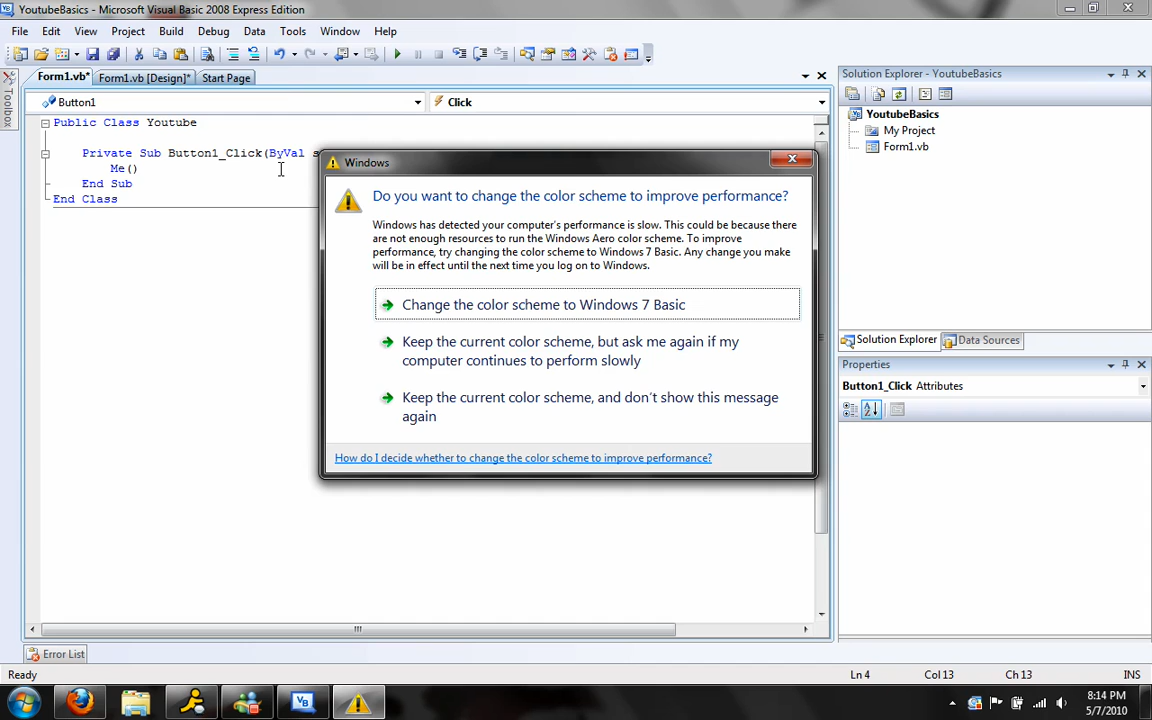 YoutubeBasics - Microsoft Visual Basic 2008 Express Edition
File Edit View Project Build Debug Data Tools Window Help
Form1.vb* Form1.vb [Design]* Start Page
Toolbox
Button1 Click
Public Class Youtube
Private Sub Button1_Click(ByVal s
Me()
End Sub
End Class
Windows
Do you want to change the color scheme to improve performance?
Windows has detected your computer's performance is slow. This could be because there
are not enough resources to run the Windows Aero color scheme. To improve
performance, try changing the color scheme to Windows 7 Basic. Any change you make
will be in effect until the next time you log on to Windows.
Change the color scheme to Windows 7 Basic
Keep the current color scheme, but ask me again if my
computer continues to perform slowly
Keep the current color scheme, and don't show this message
again
How do I decide whether to change the color scheme to improve performance?
Solution Explorer - YoutubeBasics
YoutubeBasics
My Project
Form1.vb
Solution Explorer Data Sources
Properties
Button1_Click Attributes
Error List
Ready Ln 4 Col 13 Ch 13 INS
8:14 PM
5/7/2010